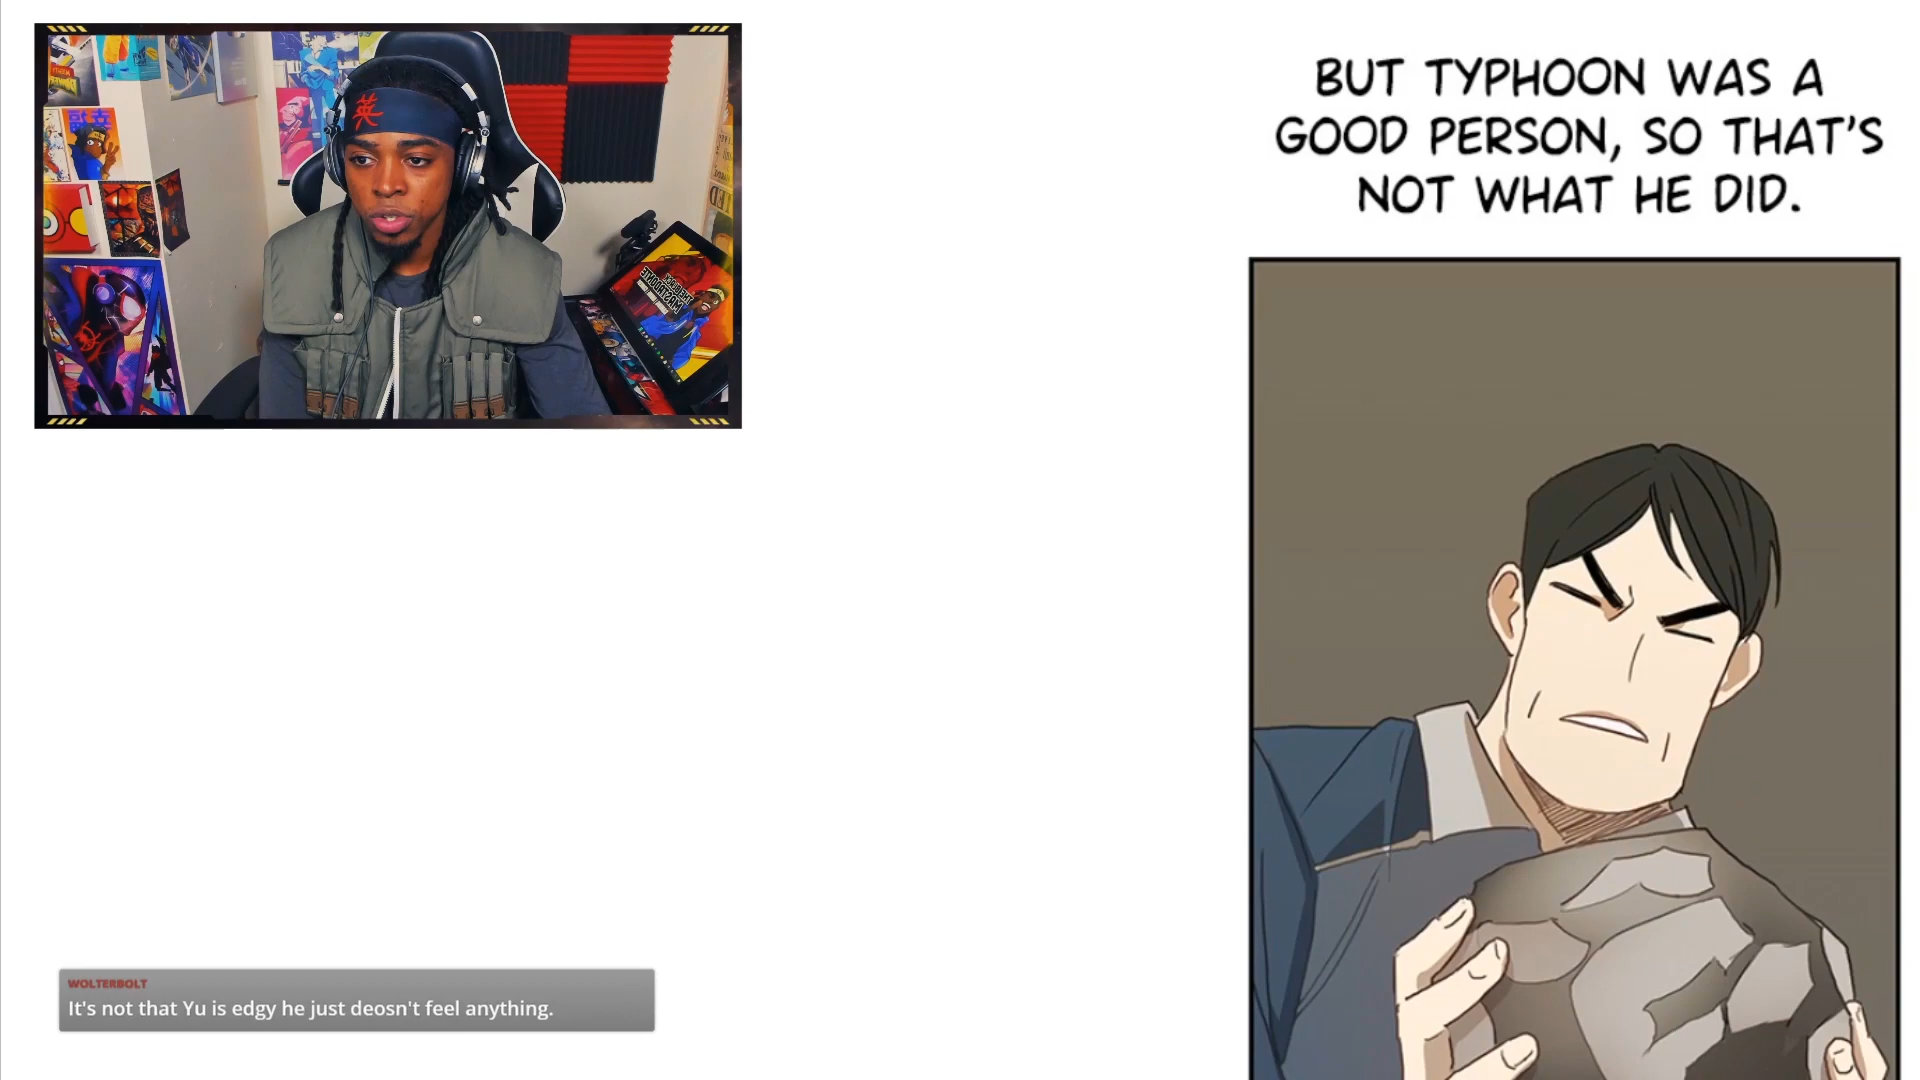 英
BUT TYPHOON WAS A
GOOD PERSON, SO THAT'S
NOT WHAT HE DID.
WOLTERBOLT
It's not that Yu is edgy he just deosn't feel anything.